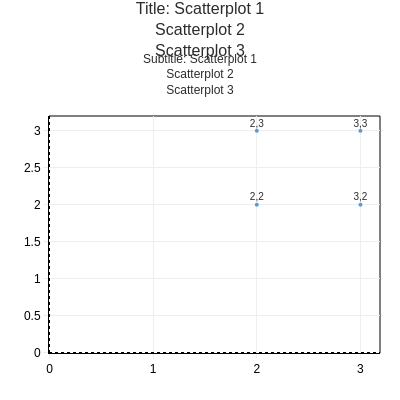 Title: Scatterplot 1
Scatterplot 2
Scatterplot 3
Subtitle: Scatterplot 1
Scatterplot 2
Scatterplot 3
3
2,3
3,3
2.5
2
2,2
3,2
1.5
1
0.5
0
0 1 2 3